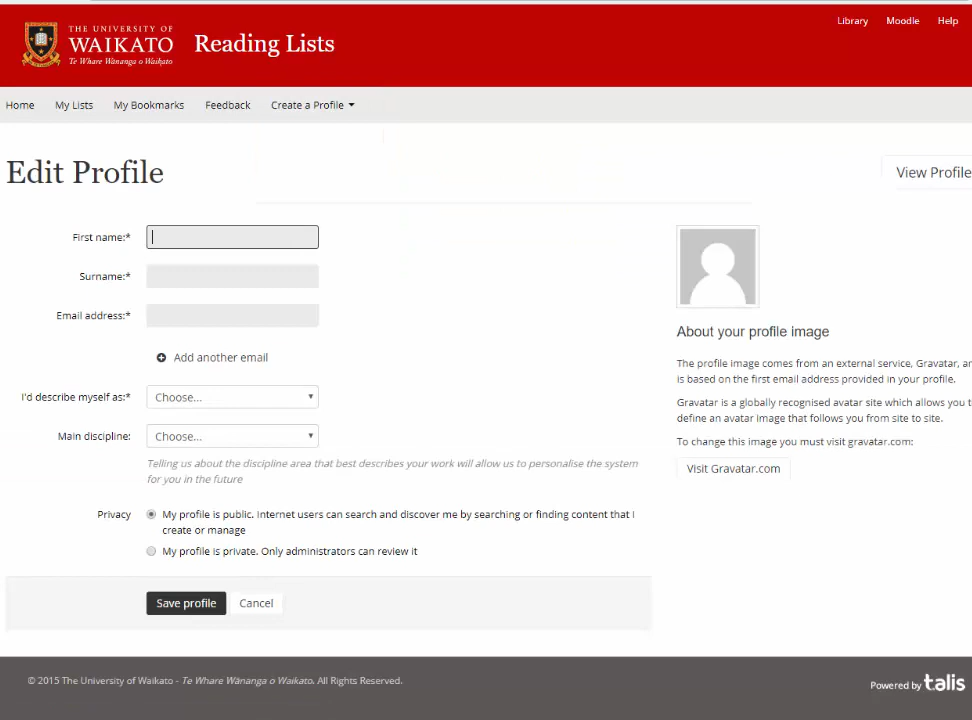 THE UNIVERSITY OF
WAIKATO
Te Whare Wānanga o Waikato
Reading Lists
Library Moodle Help
Home My Lists My Bookmarks Feedback Create a Profile
Edit Profile
View Profile
First name:*
Surname:*
Email address:*
Add another email
I'd describe myself as:* Choose...
Main discipline: Choose...
Telling us about the discipline area that best describes your work will allow us to personalise the system
for you in the future
Privacy My profile is public. Internet users can search and discover me by searching or finding content that I
create or manage
My profile is private. Only administrators can review it
Save profile Cancel
About your profile image
The profile image comes from an external service, Gravatar, an
is based on the first email address provided in your profile.
Gravatar is a globally recognised avatar site which allows you t
define an avatar image that follows you from site to site.
To change this image you must visit gravatar.com:
Visit Gravatar.com
© 2015 The University of Waikato - Te Whare Wānanga o Waikato. All Rights Reserved.
Powered by talis